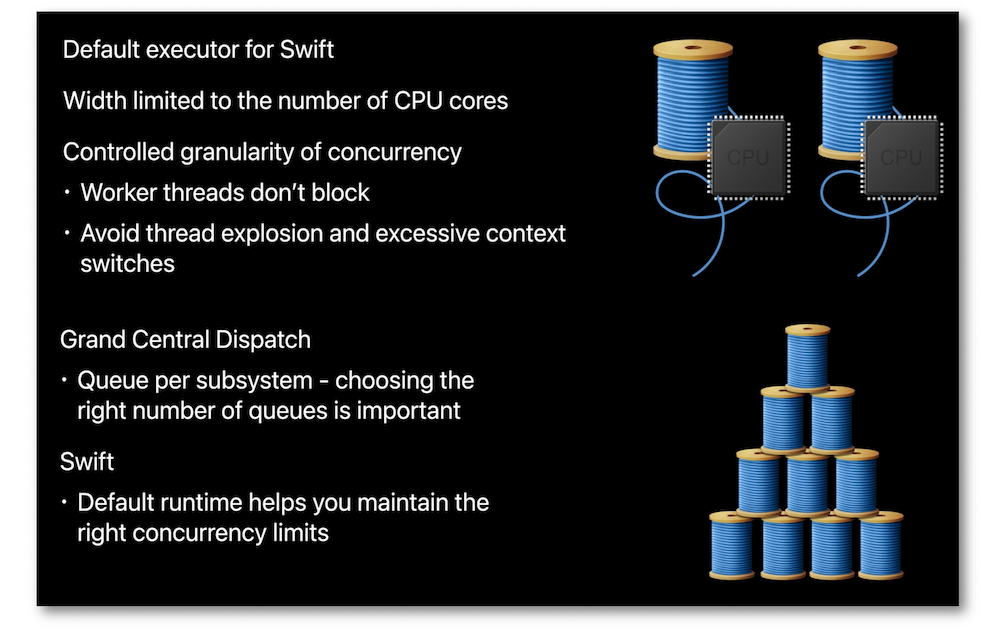 Default executor for Swift
Width limited to the number of CPU cores
Controlled granularity of concurrency
· Worker threads don’t block
· Avoid thread explosion and excessive context
switches
CPU
CPU
Grand Central Dispatch
· Queue per subsystem - choosing the
right number of queues is important
Swift
· Default runtime helps you maintain the
right concurrency limits